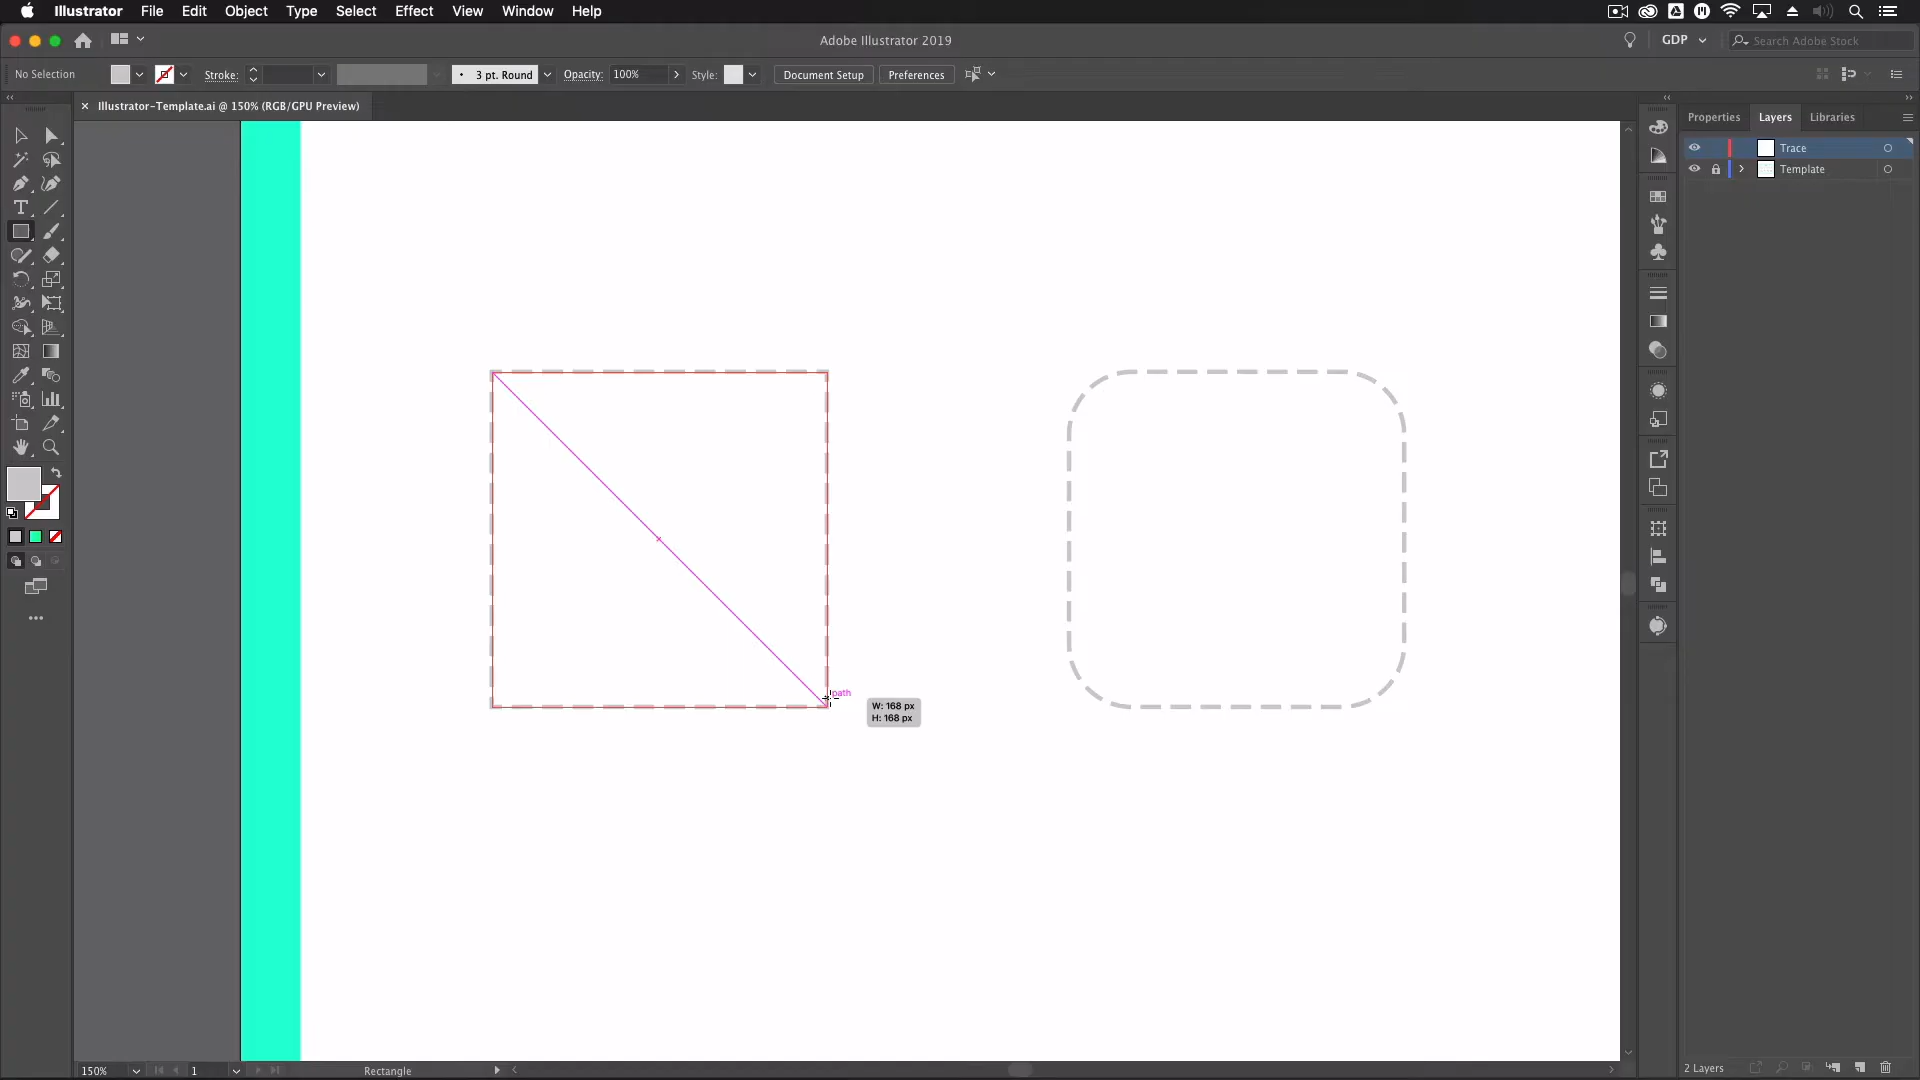 Illustrator File Edit Object Type Select Effect View Window Help
Adobe Illustrator 2019
GDP
Search Adobe Stock
No Selection
Stroke:
3 pt. Round
Opacity: 100%
Style:
Document Setup
Preferences
× Illustrator-Template.ai @ 150% (RGB/GPU Preview)
Properties Layers Libraries
Trace
Template
path
W: 168 px
H: 168 px
150%
1
Rectangle
2 Layers